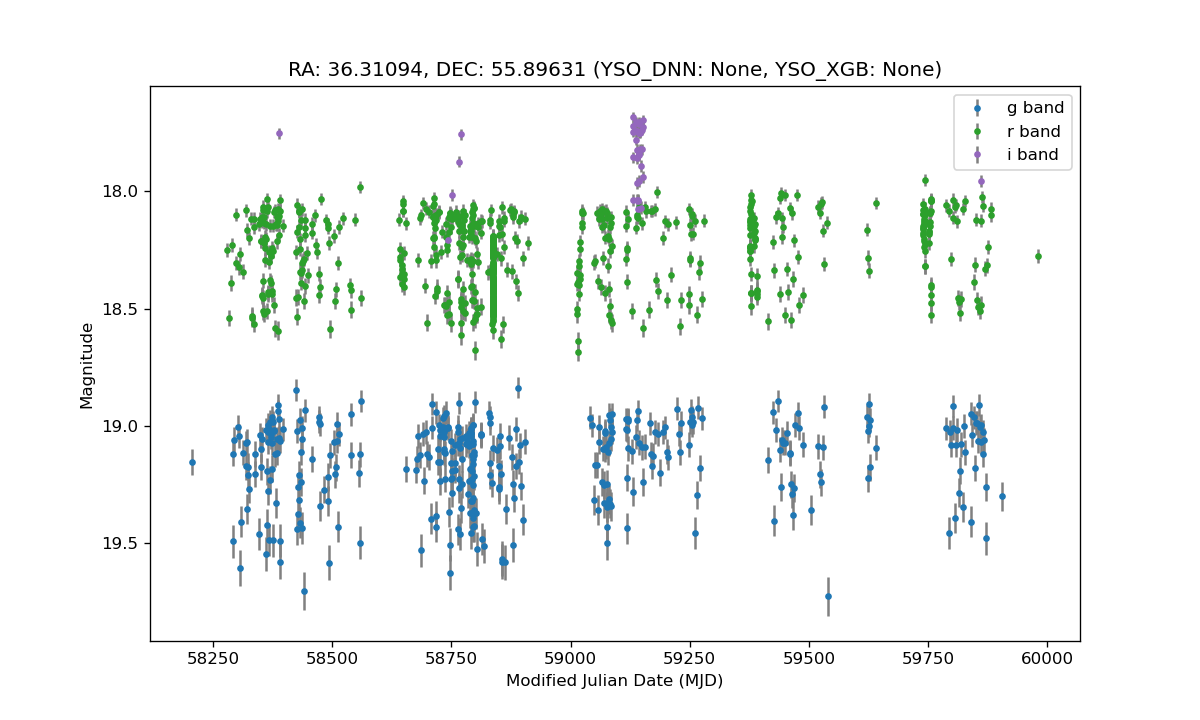 RA: 36.31094, DEC: 55.89631 (YSO_DNN: None, YSO_XGB: None)
g band
r band
i band
Magnitude
18.0
18.5
19.0
19.5
58250 58500 58750 59000 59250 59500 59750 60000
Modified Julian Date (MJD)